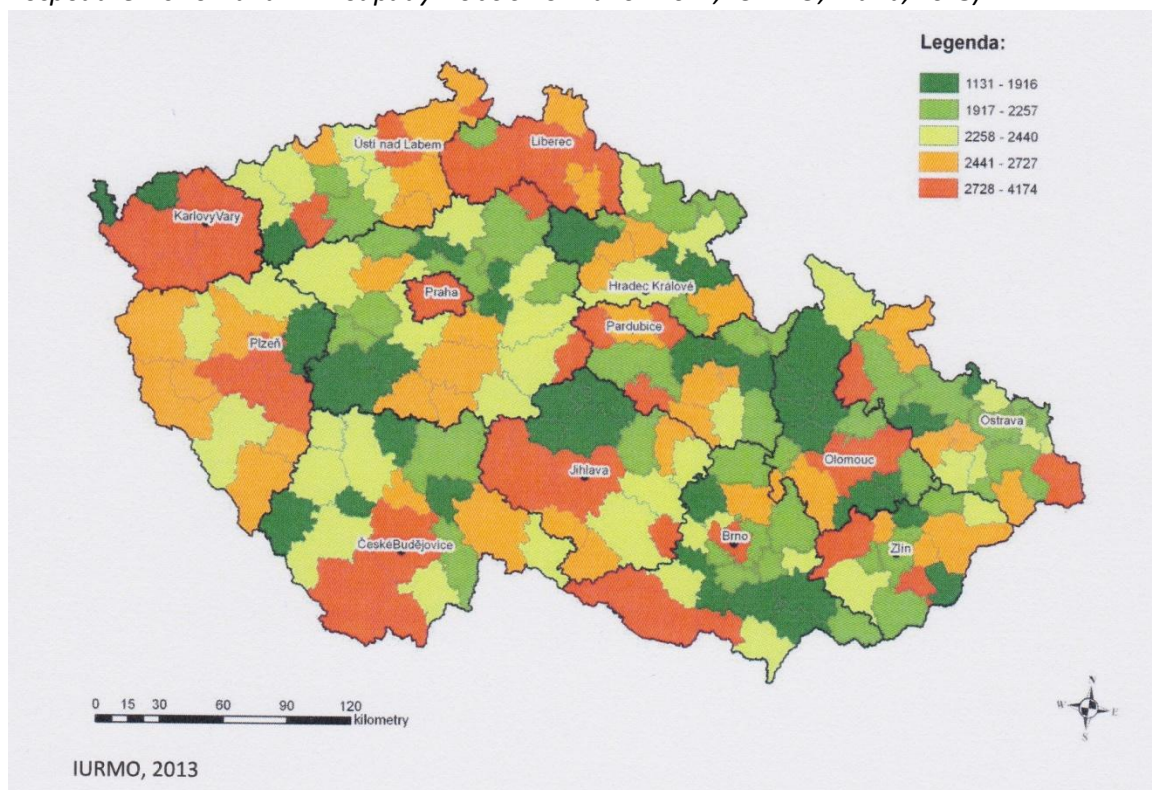 Legenda:
1131 - 1916
1917 - 2257
2258 - 2440
2441 - 2727
2728 - 4174
Ústí nad Labem
Liberec
KarlovyVary
Praha
Hradec Králové
Pardubice
Plzeň
Ostrava
Olomouc
Jihlava
Brno
ČeskéBudějovice
Zlín
N
W
E
S
0 15 30 60 90 120
kilometry
IURMO, 2013